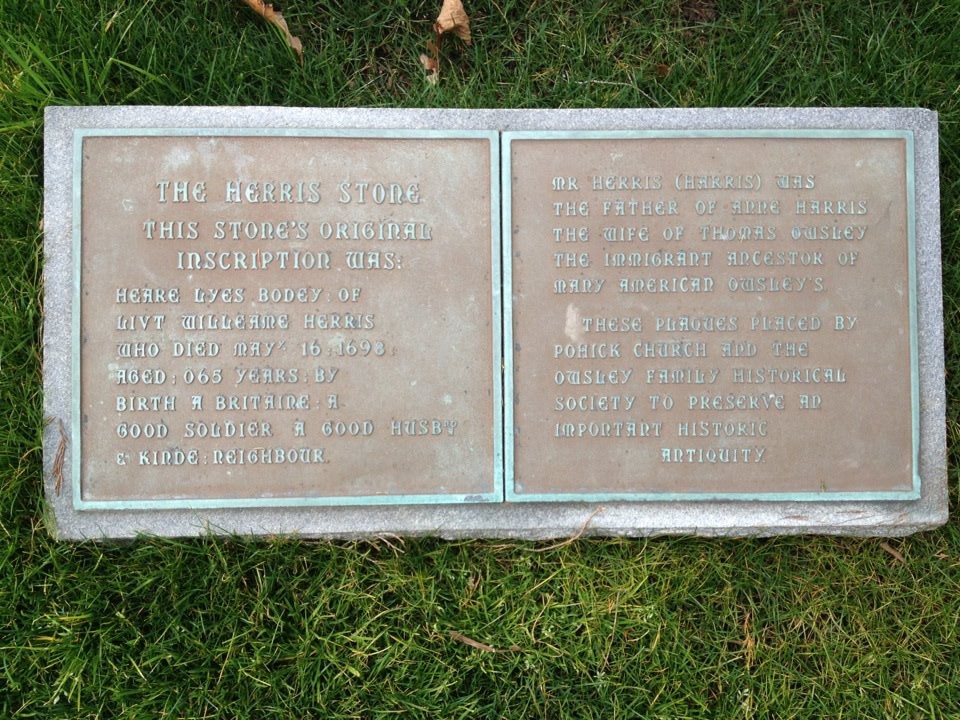 THE HERRIS STONE
THIS STONE'S ORIGINAL
INSCRIPTION WAS:
HEARE LYES BODEY: OF
LIVT WILLEAME HERRIS
WHO DIED MAY: 16:1698:
AGED: 065 YEARS: BY
BIRTH A BRITAINE: A
GOOD SOLDIER A GOOD HUSBD
& KINDE: NEIGHBOUR.
MR HERRIS (HARRIS) WAS
THE FATHER OF ANNE HARRIS
THE WIFE OF THOMAS OWSLEY
THE IMMIGRANT ANCESTOR OF
MANY AMERICAN OWSLEY'S.
THESE PLAQUES PLACED BY
POHICK CHURCH AND THE
OWSLEY FAMILY HISTORICAL
SOCIETY TO PRESERVE AN
IMPONTANT HISTORIC
ANTIQUITY.